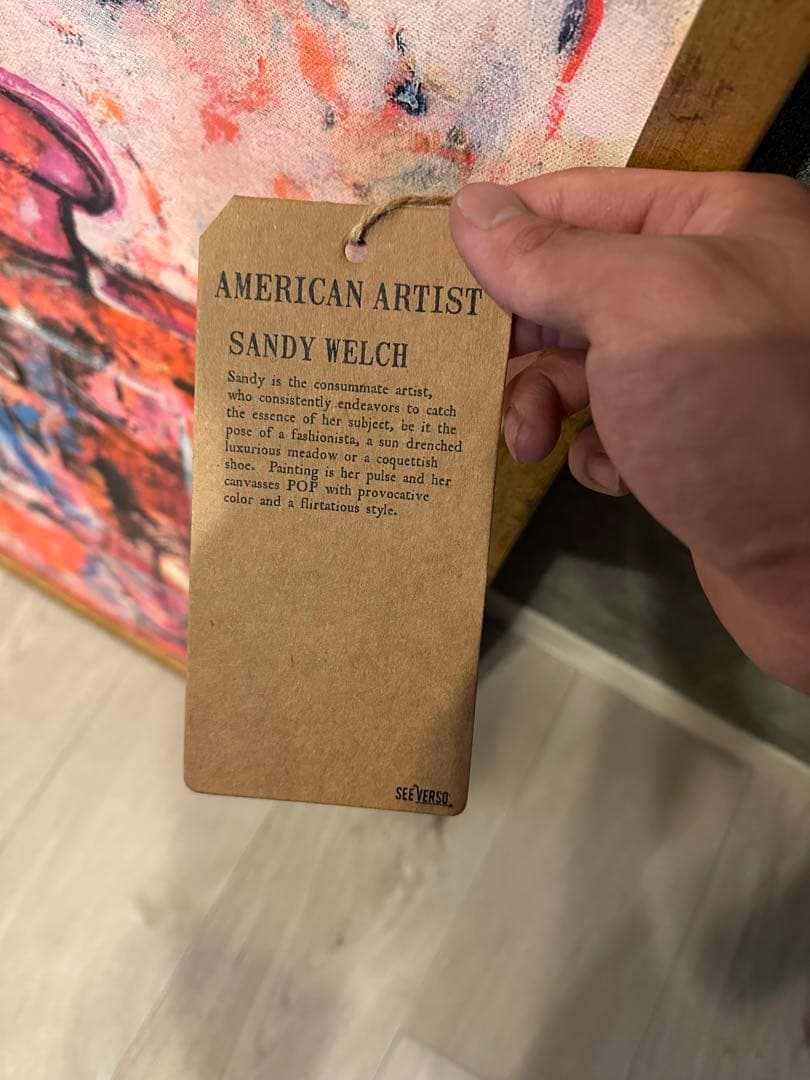 AMERICAN ARTIST
SANDY WELCH
Sandy is the consummate artist,
who consistently endeavors to catch
the essence of her subject, be it the
pose of a fashionista, a sun drenched
luxurious meadow or a coquettish
shoe. Painting is her pulse and her
canvasses POP with provocative
color and a flirtatious style.
SEE VERSO